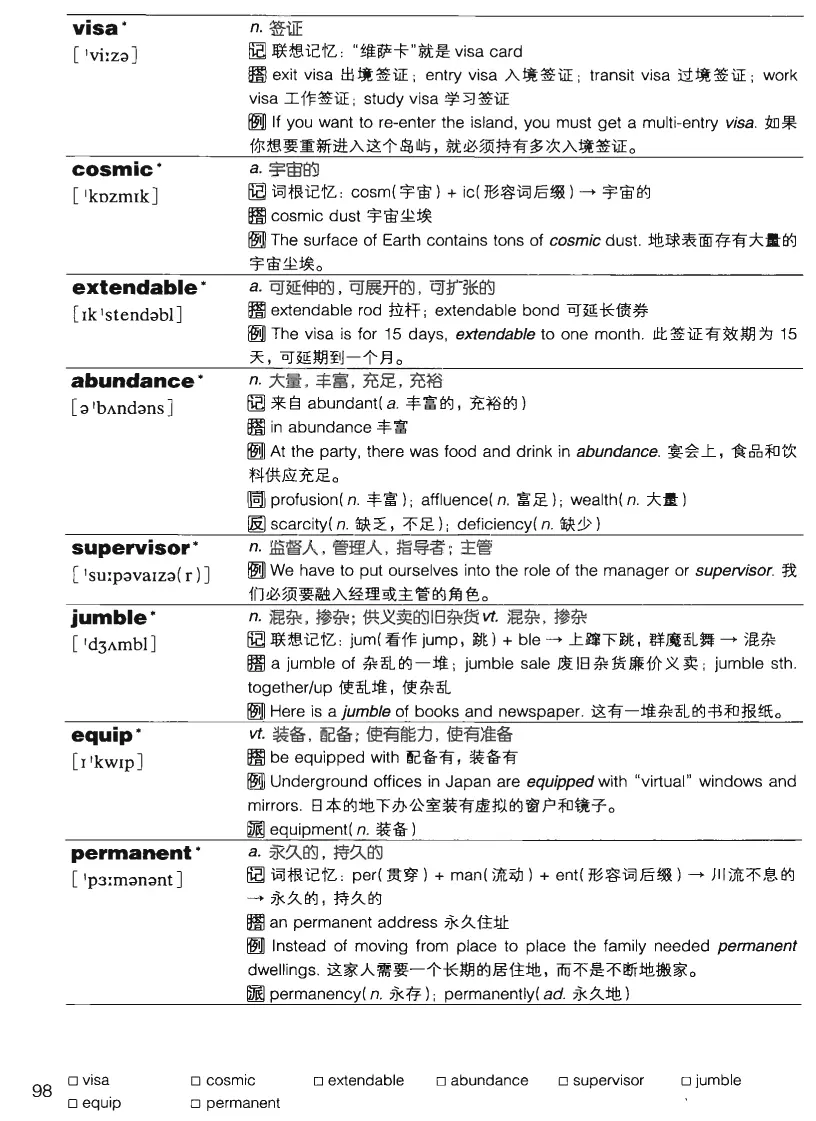 visa* n. 签证
[ˈviːzə] 记 联想记忆：“维萨卡”就是 visa card
搭 exit visa 出境签证；entry visa 入境签证；transit visa 过境签证；work
visa 工作签证；study visa 学习签证
例 If you want to re-enter the island, you must get a multi-entry visa. 如果
你想要重新进入这个岛屿，就必须持有多次入境签证。
cosmic* a. 宇宙的
[ˈkɒzmɪk] 记 词根记忆：cosm(宇宙) + ic(形容词后缀) → 宇宙的
搭 cosmic dust 宇宙尘埃
例 The surface of Earth contains tons of cosmic dust. 地球表面存有大量的
宇宙尘埃。
extendable* a. 可延伸的，可展开的，可扩张的
[ɪkˈstendəbl] 搭 extendable rod 拉杆；extendable bond 可延长债券
例 The visa is for 15 days, extendable to one month. 此签证有效期为 15
天，可延期到一个月。
abundance* n. 大量，丰富，充足，充裕
[əˈbʌndəns] 记 来自 abundant(a. 丰富的，充裕的)
搭 in abundance 丰富
例 At the party, there was food and drink in abundance. 宴会上，食品和饮
料供应充足。
同 profusion(n. 丰富)；affluence(n. 富足)；wealth(n. 大量)
反 scarcity(n. 缺乏，不足)；deficiency(n. 缺少)
supervisor* n. 监督人，管理人，指导者；主管
[ˈsuːpəvaɪzə(r)] 例 We have to put ourselves into the role of the manager or supervisor. 我
们必须要融入经理或主管的角色。
jumble* n. 混杂，掺杂；供义卖的旧杂货 vt. 混杂，掺杂
[ˈdʒʌmbl] 记 联想记忆：jum(看作 jump，跳) + ble → 上蹿下跳，群魔乱舞 → 混杂
搭 a jumble of 杂乱的一堆；jumble sale 废旧杂货廉价义卖；jumble sth.
together/up 使乱堆，使杂乱
例 Here is a jumble of books and newspaper. 这有一堆杂乱的书和报纸。
equip* vt. 装备，配备；使有能力，使有准备
[ɪˈkwɪp] 搭 be equipped with 配备有，装备有
例 Underground offices in Japan are equipped with “virtual” windows and
mirrors. 日本的地下办公室装有虚拟的窗户和镜子。
派 equipment(n. 装备)
permanent* a. 永久的，持久的
[ˈpɜːmənənt] 记 词根记忆：per(贯穿) + man(流动) + ent(形容词后缀) → 川流不息的
→ 永久的，持久的
搭 an permanent address 永久住址
例 Instead of moving from place to place the family needed permanent
dwellings. 这家人需要一个长期的居住地，而不是不断地搬家。
派 permanency(n. 永存)；permanently(ad. 永久地)
98 □ visa □ cosmic □ extendable □ abundance □ supervisor □ jumble
□ equip □ permanent